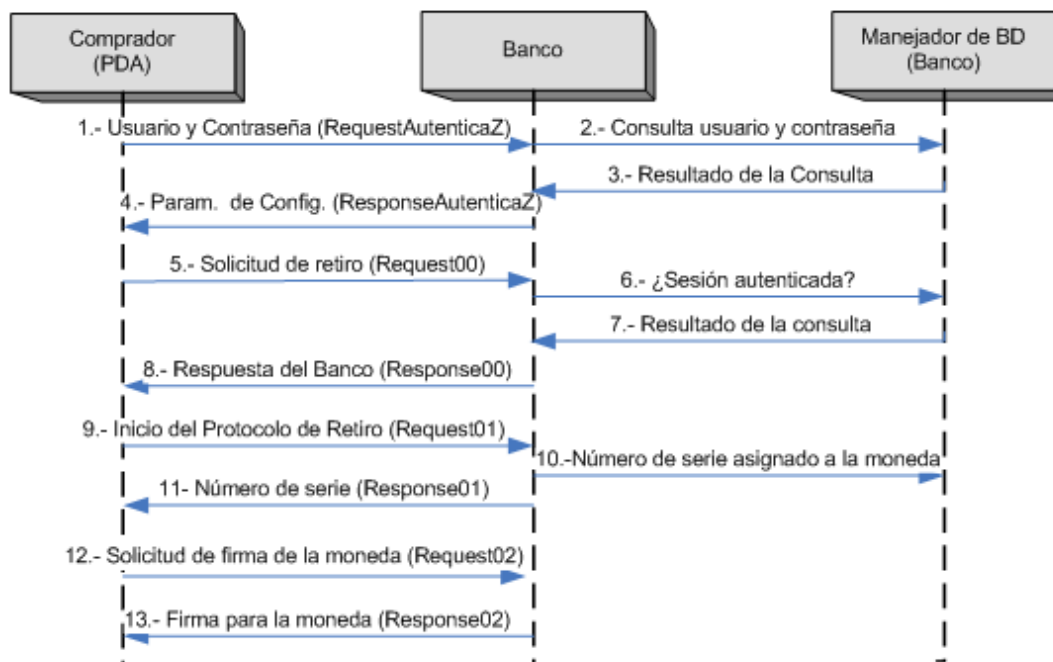 Comprador
(PDA)
Banco
Manejador de BD
(Banco)
1.- Usuario y Contraseña (RequestAutenticaZ)
2.- Consulta usuario y contraseña
3.- Resultado de la Consulta
4.- Param. de Config. (ResponseAutenticaZ)
5.- Solicitud de retiro (Request00)
6.- ¿Sesión autenticada?
7.- Resultado de la consulta
8.- Respuesta del Banco (Response00)
9.- Inicio del Protocolo de Retiro (Request01)
10.-Número de serie asignado a la moneda
11- Número de serie (Response01)
12.- Solicitud de firma de la moneda (Request02)
13.- Firma para la moneda (Response02)